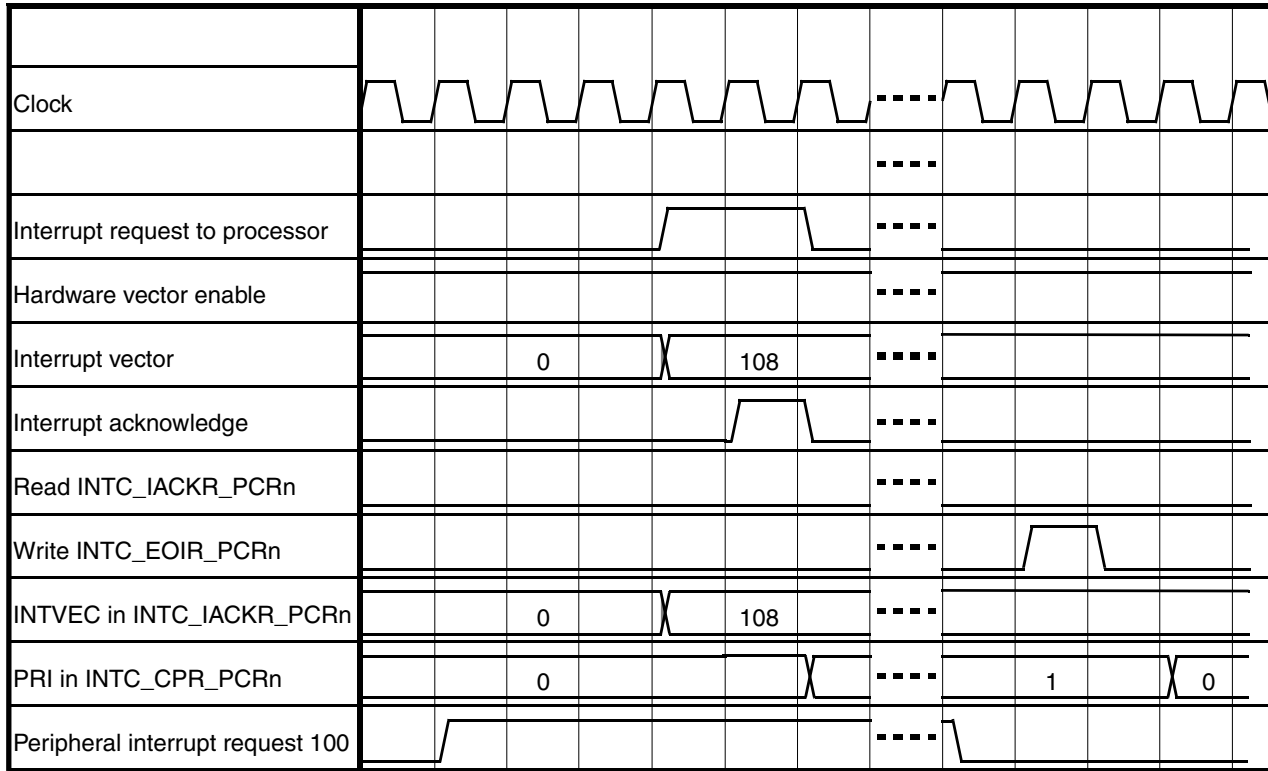 Clock
Interrupt request to processor
Hardware vector enable
Interrupt vector
0
108
Interrupt acknowledge
Read INTC_IACKR_PCRn
Write INTC_EOIR_PCRn
INTVEC in INTC_IACKR_PCRn
0
108
PRI in INTC_CPR_PCRn
0
1
0
Peripheral interrupt request 100